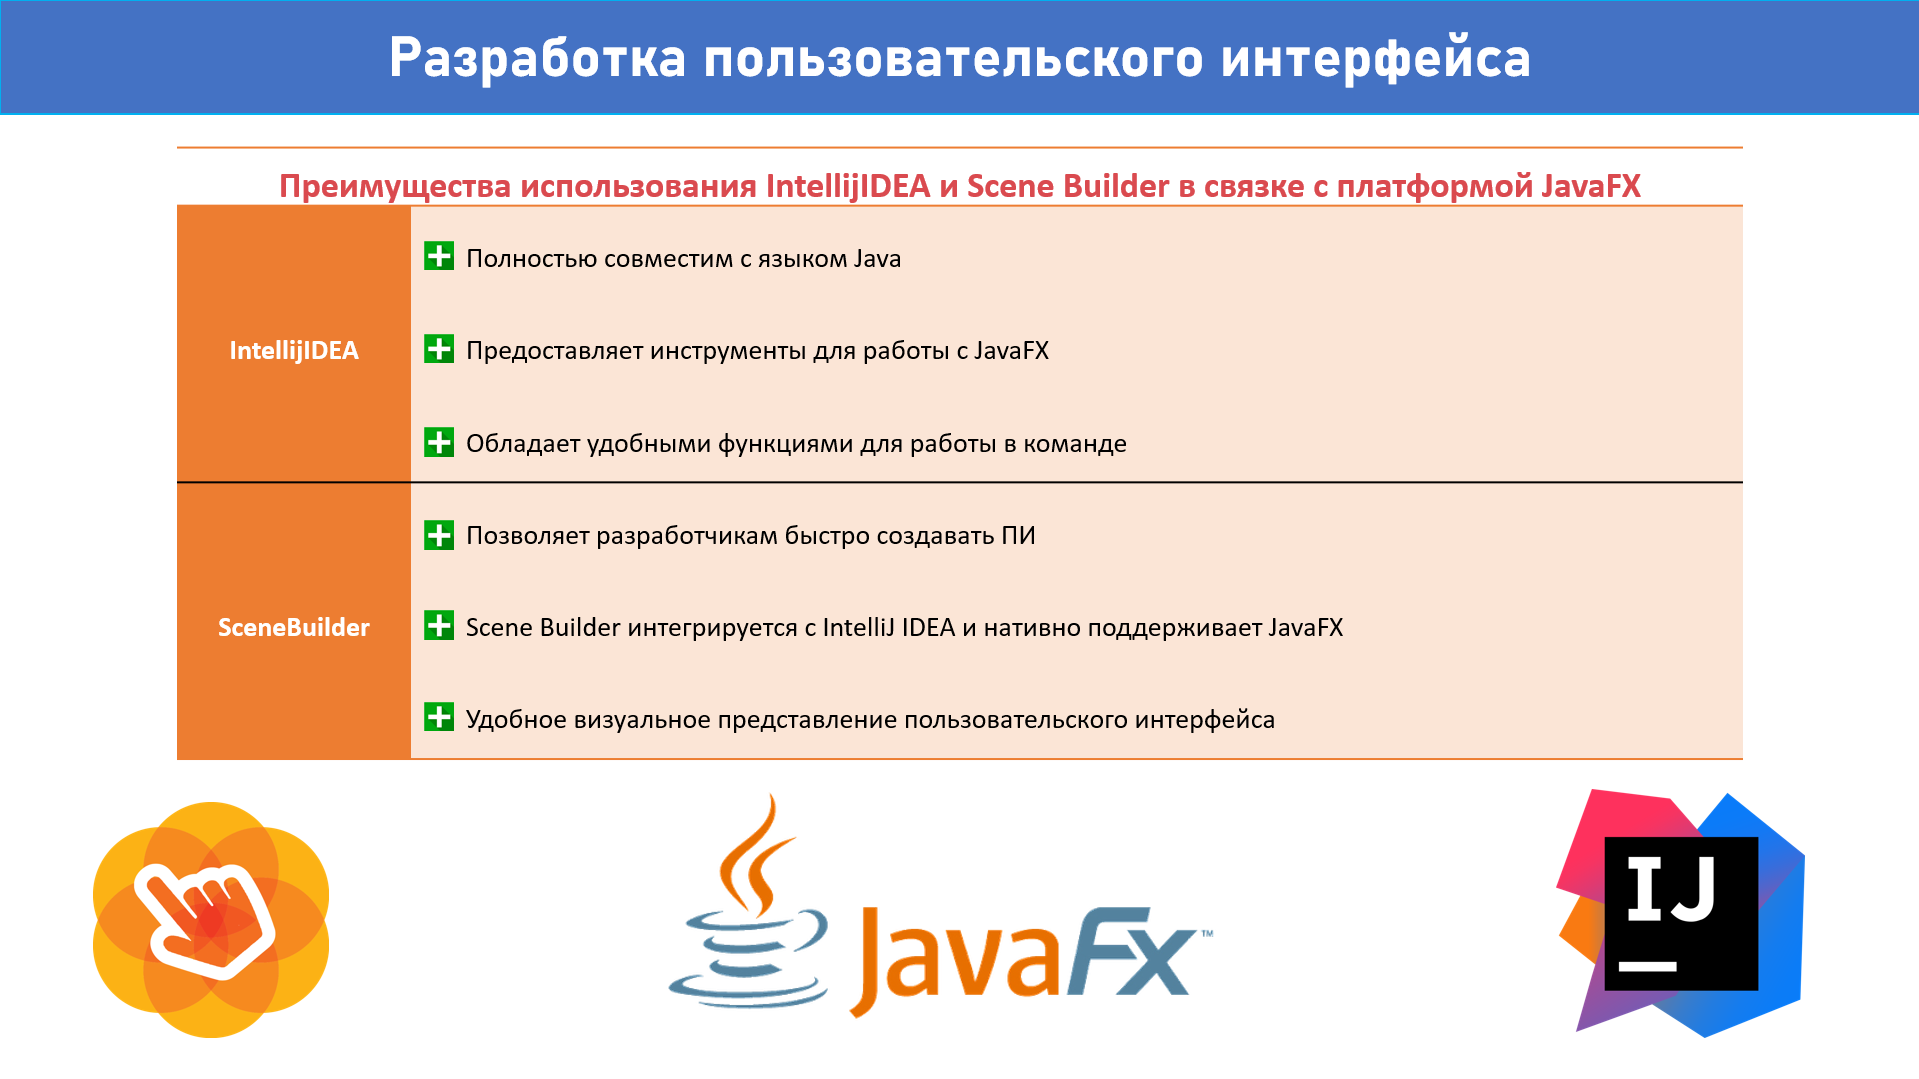 Разработка пользовательского интерфейса
Преимущества использования IntellijIDEA и Scene Builder в связке с платформой JavaFX
IntellijIDEA
Полностью совместим с языком Java
Предоставляет инструменты для работы с JavaFX
Обладает удобными функциями для работы в команде
SceneBuilder
Позволяет разработчикам быстро создавать ПИ
Scene Builder интегрируется с IntelliJ IDEA и нативно поддерживает JavaFX
Удобное визуальное представление пользовательского интерфейса
JavaFx™
IJ